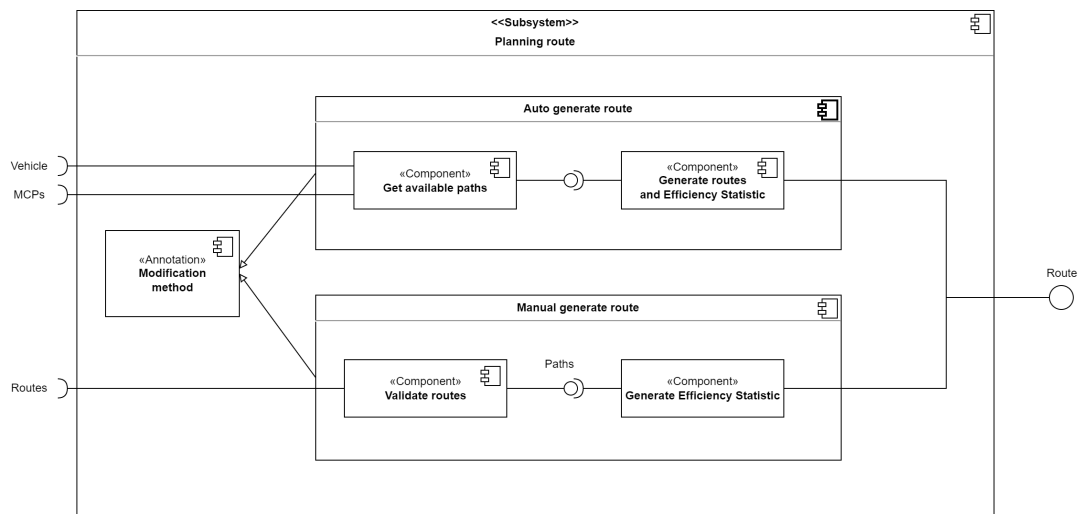 <<Subsystem>>
Planning route
Auto generate route
Vehicle
MCPs
«Component»
Get available paths
«Component»
Generate routes
and Efficiency Statistic
«Annotation»
Modification
method
Route
Manual generate route
Paths
Routes
«Component»
Validate routes
«Component»
Generate Efficiency Statistic